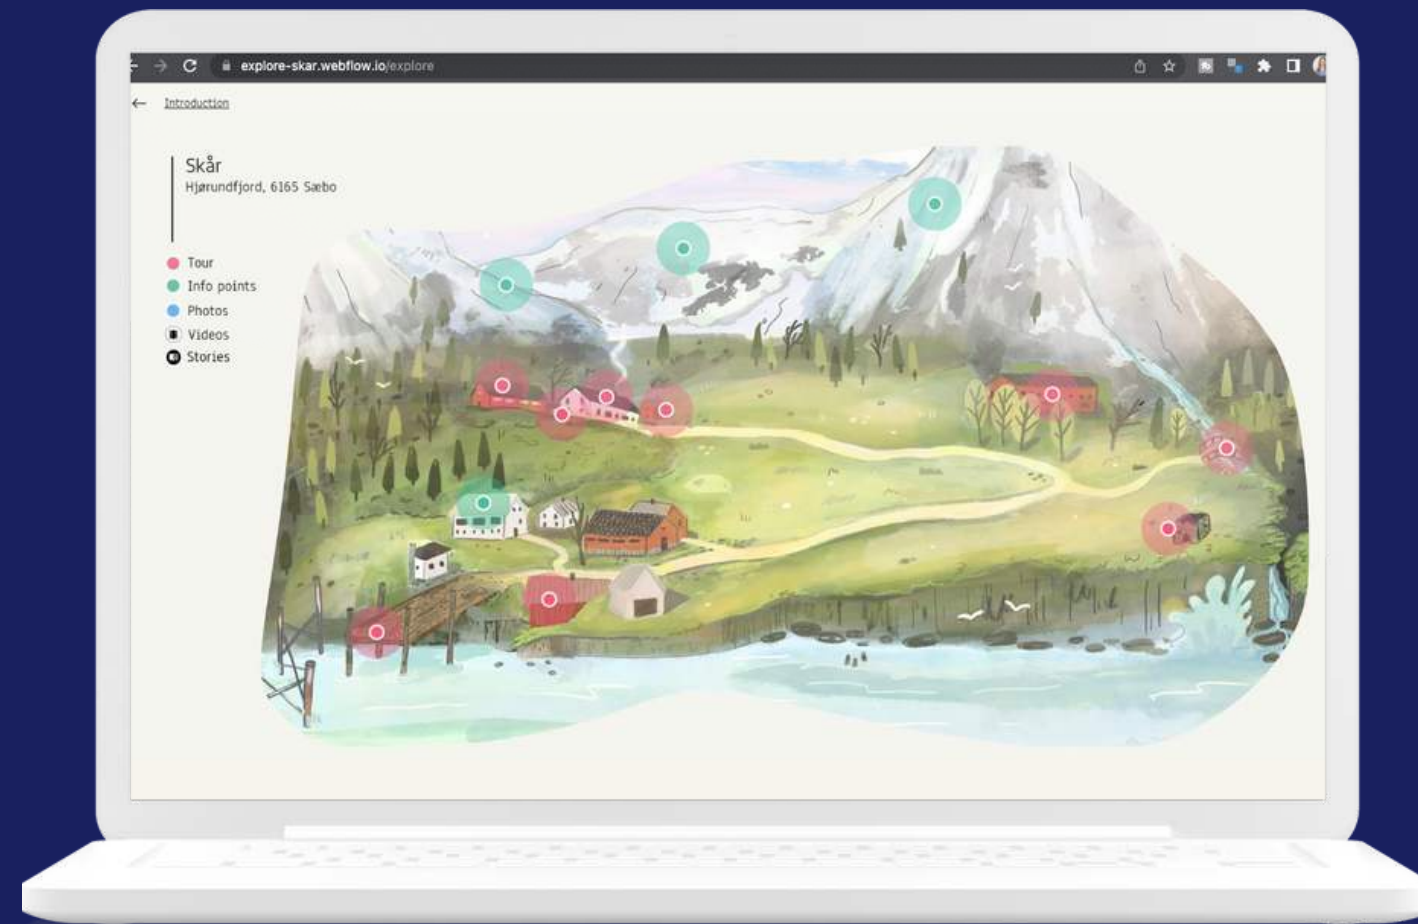 explore-skar.webflow.io/explore
Introduction
Skår
Hjørundfjord, 6165 Sæbo
Tour
Info points
Photos
Videos
Stories